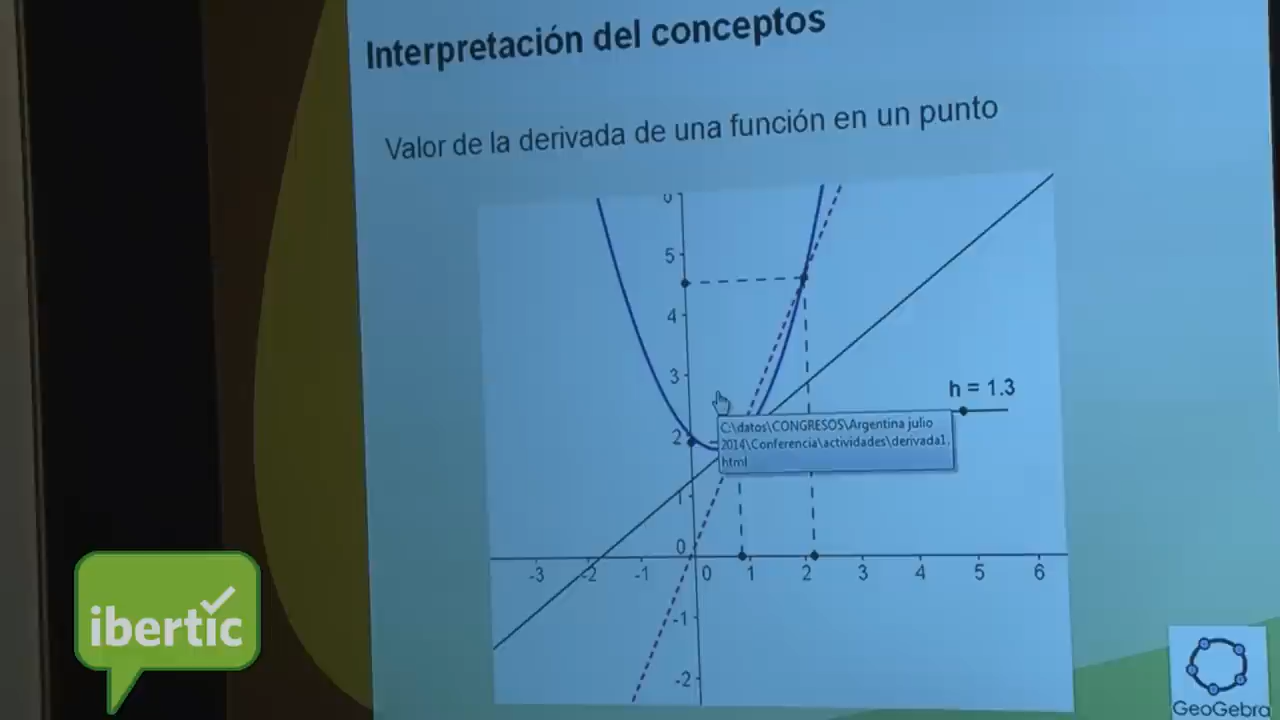 Interpretación del conceptos
Valor de la derivada de una función en un punto
5
4
3
h = 1.3
C:\datos\CONGRESOS\Argentina julio
2014\Conferencia\actividades\derivada1.
html
2
1
0
-3 -2 -1 0 1 2 3 4 5 6
-1
-2
ibertic
GeoGebra